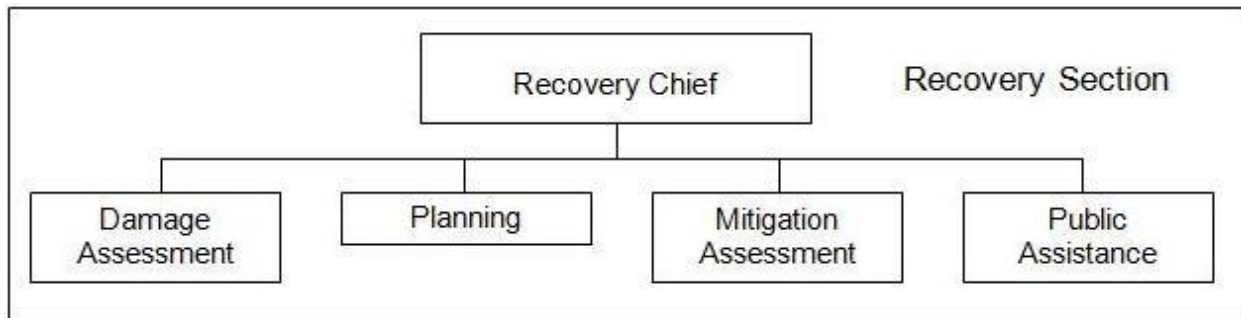 Recovery Chief
Recovery Section
Damage
Assessment
Planning
Mitigation
Assessment
Public
Assistance